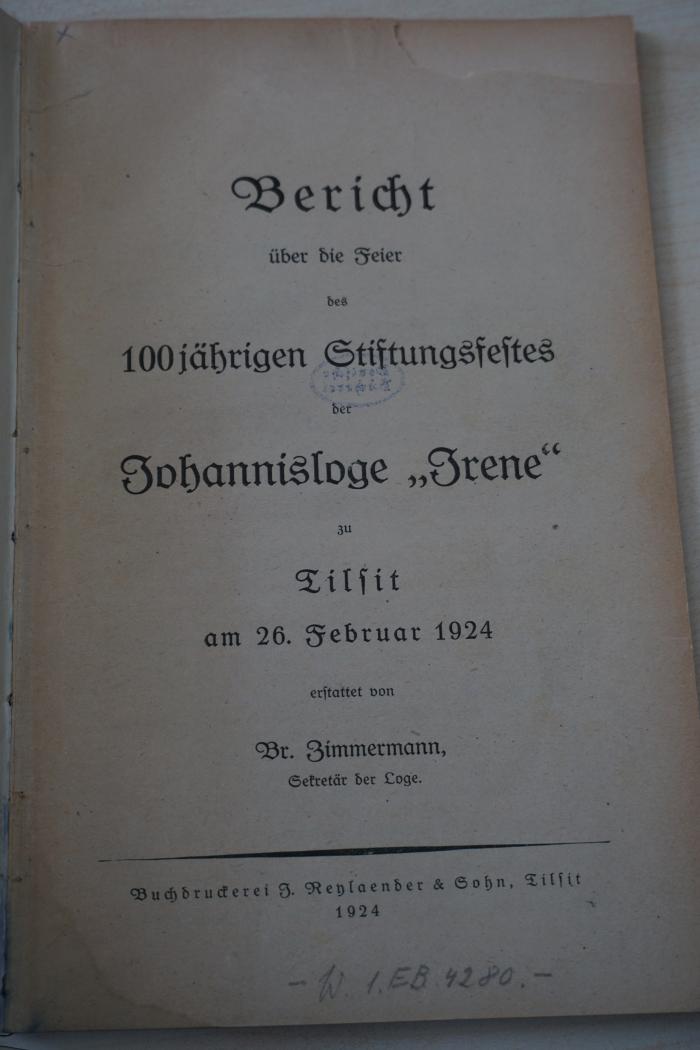 Bericht
über die Feier
des
100jährigen Stiftungsfestes
der
Johannisloge „Irene“
zu
Tilsit
am 26. Februar 1924
erstattet von
Br. Zimmermann,
Sekretär der Loge.
Buchdruckerei J. Reylaender & Sohn, Tilsit
1924
- W. 1. EB 4280. -